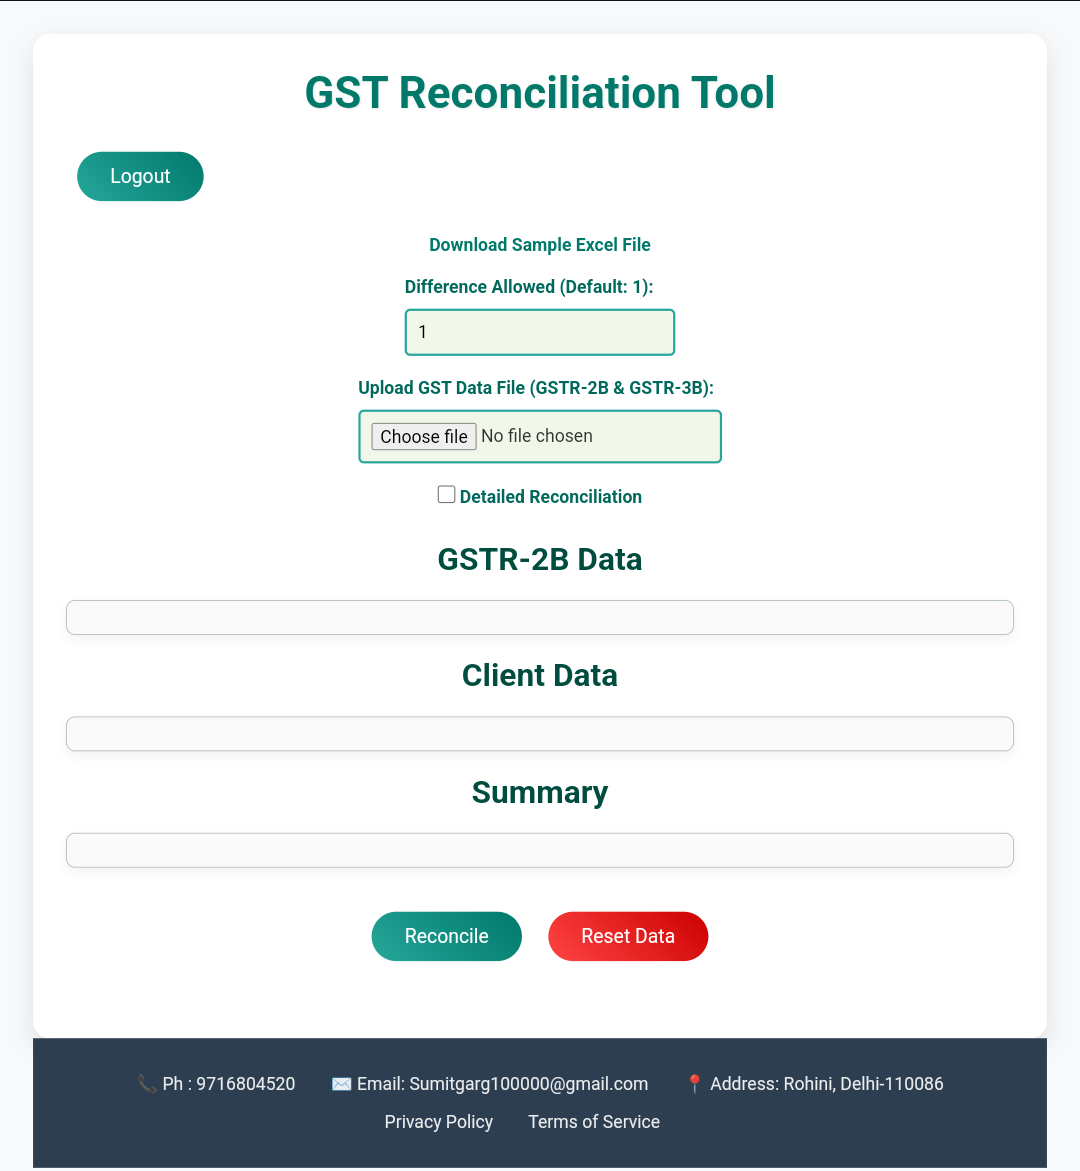 GST Reconciliation Tool
Logout
Download Sample Excel File
Difference Allowed (Default: 1):
1
Upload GST Data File (GSTR-2B & GSTR-3B):
Choose file No file chosen
Detailed Reconciliation
GSTR-2B Data
Client Data
Summary
Reconcile Reset Data
📞 Ph : 9716804520 ✉️ Email: Sumitgarg100000@gmail.com 📍 Address: Rohini, Delhi-110086
Privacy Policy Terms of Service